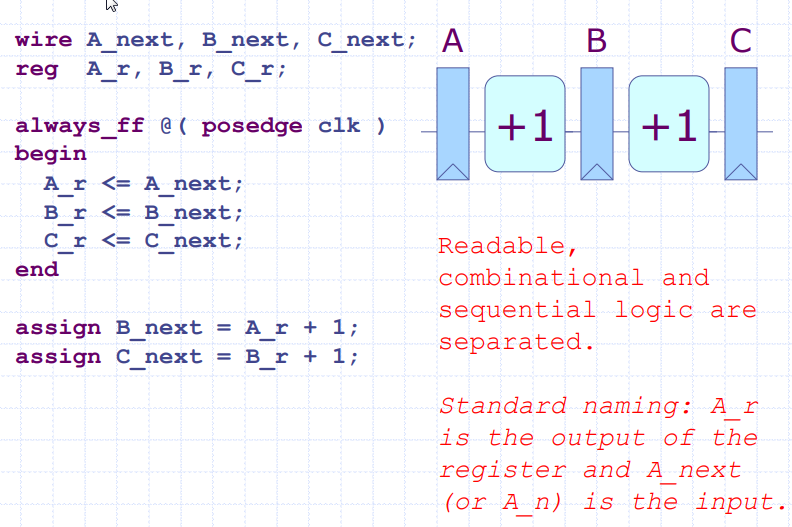 wire A_next, B_next, C_next;
reg  A_r, B_r, C_r;
always_ff @( posedge clk )
begin
  A_r <= A_next;
  B_r <= B_next;
  C_r <= C_next;
end
assign B_next = A_r + 1;
assign C_next = B_r + 1;
A B C
+1 +1
Readable,
combinational and
sequential logic are
separated.
Standard naming: A_r
is the output of the
register and A_next
(or A_n) is the input.